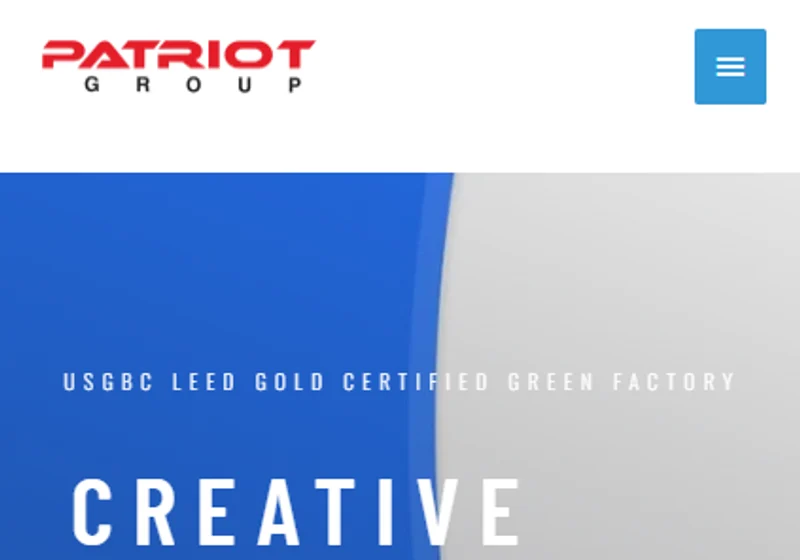 PATRIOT
GROUP
USGBC LEED GOLD CERTIFIED GREEN FACTORY
CREATIVE